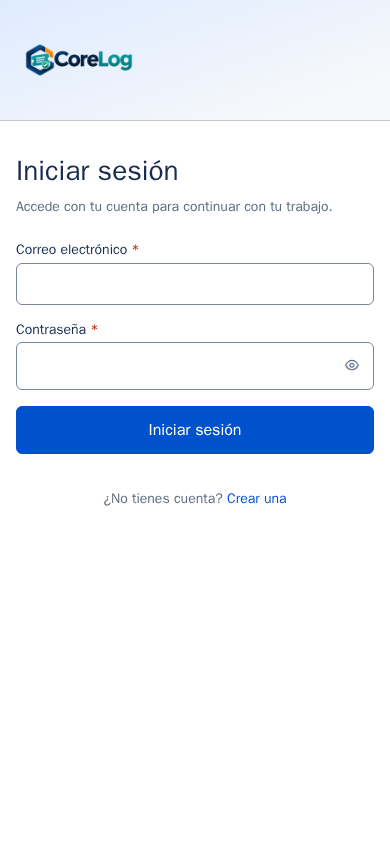 CoreLog
Iniciar sesión
Accede con tu cuenta para continuar con tu trabajo.
Correo electrónico *
Contraseña *
Iniciar sesión
¿No tienes cuenta? Crear una